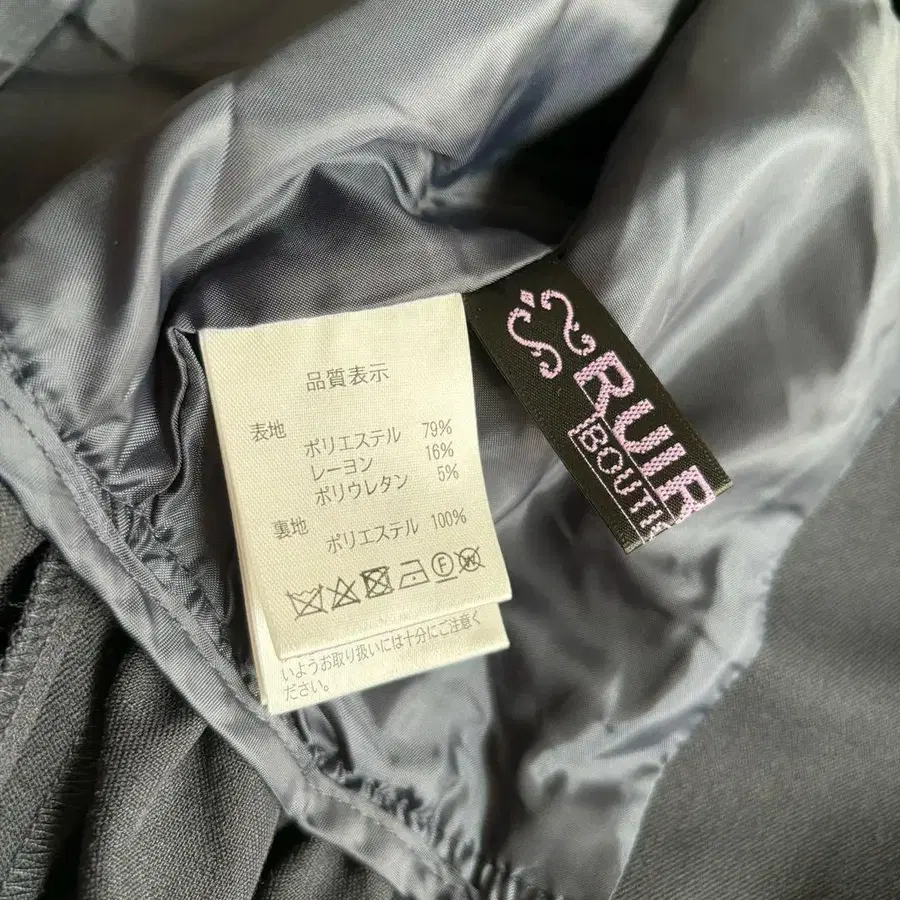 品質表示
表地
ポリエステル 79%
レーヨン 16%
ポリウレタン 5%
裏地
ポリエステル 100%
いようお取り扱いには十分にご注意く
ださい。
RUIR
BOUTI